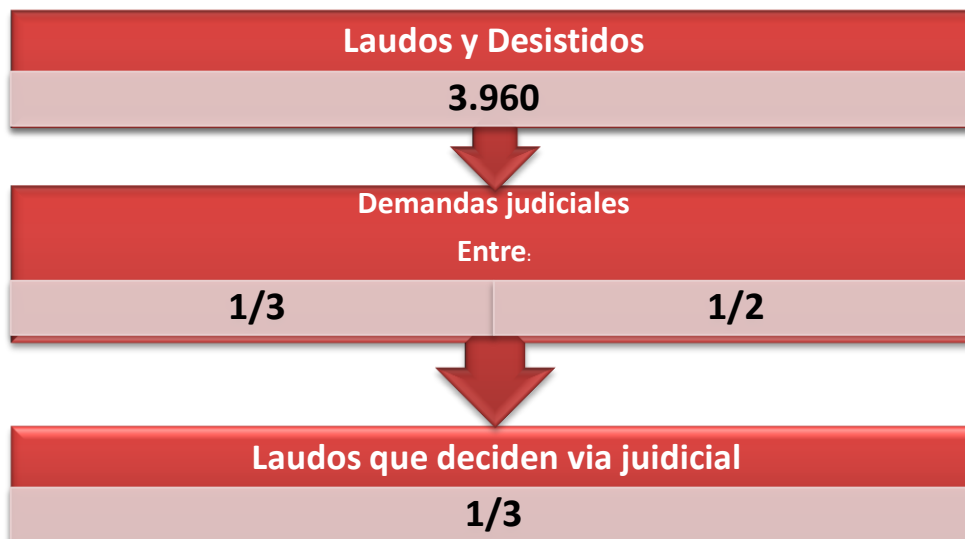 Laudos y Desistidos
3.960
Demandas judiciales
Entre:
1/3 1/2
Laudos que deciden via juidicial
1/3